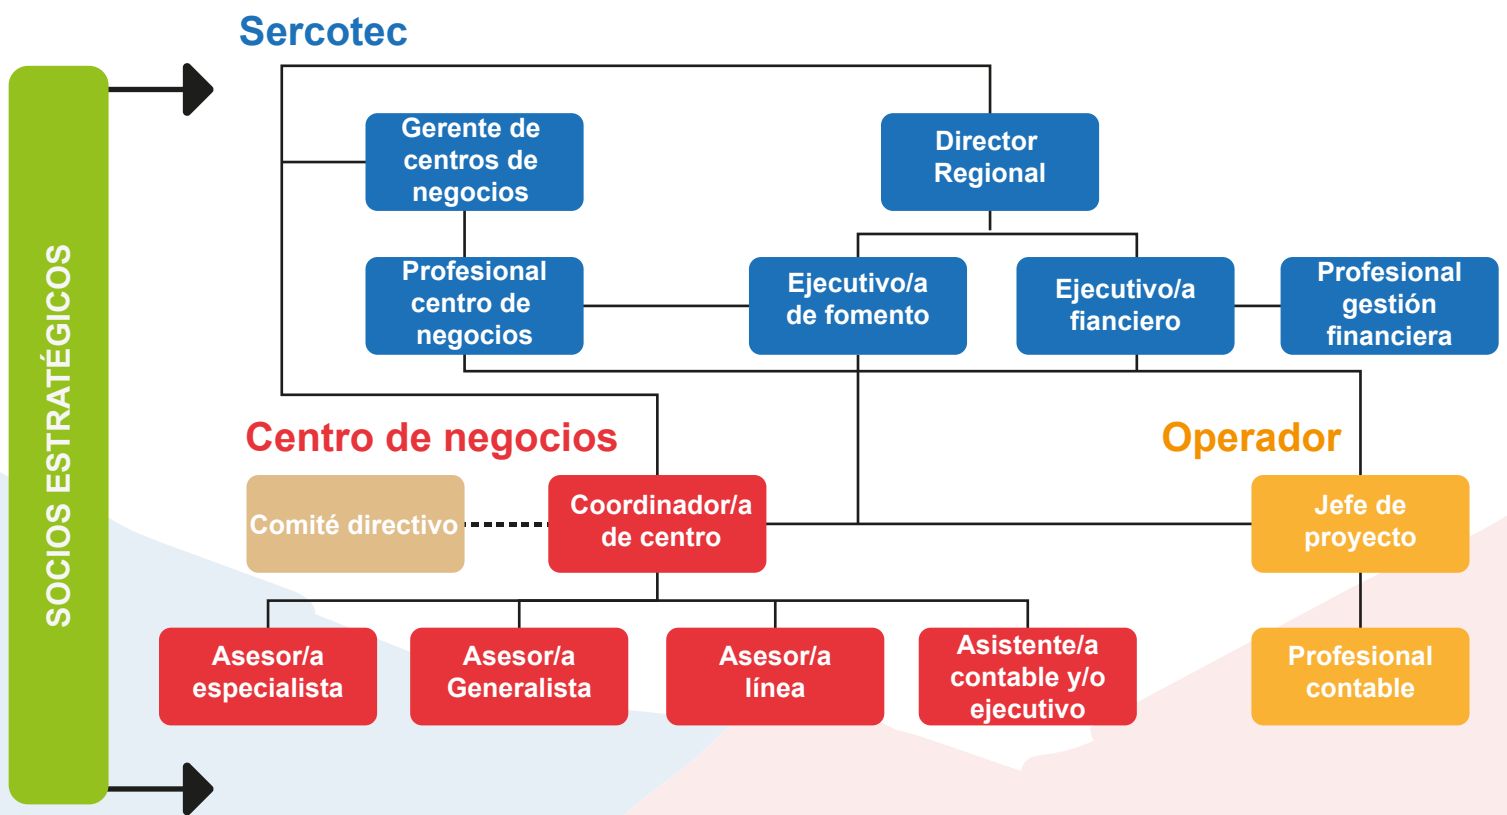 Sercotec
SOCIOS ESTRATÉGICOS
Gerente de
centros de
negocios
Director
Regional
Profesional
centro de
negocios
Ejecutivo/a
de fomento
Ejecutivo/a
fianciero
Profesional
gestión
financiera
Centro de negocios
Operador
Comité directivo
Coordinador/a
de centro
Jefe de
proyecto
Asesor/a
especialista
Asesor/a
Generalista
Asesor/a
línea
Asistente/a
contable y/o
ejecutivo
Profesional
contable